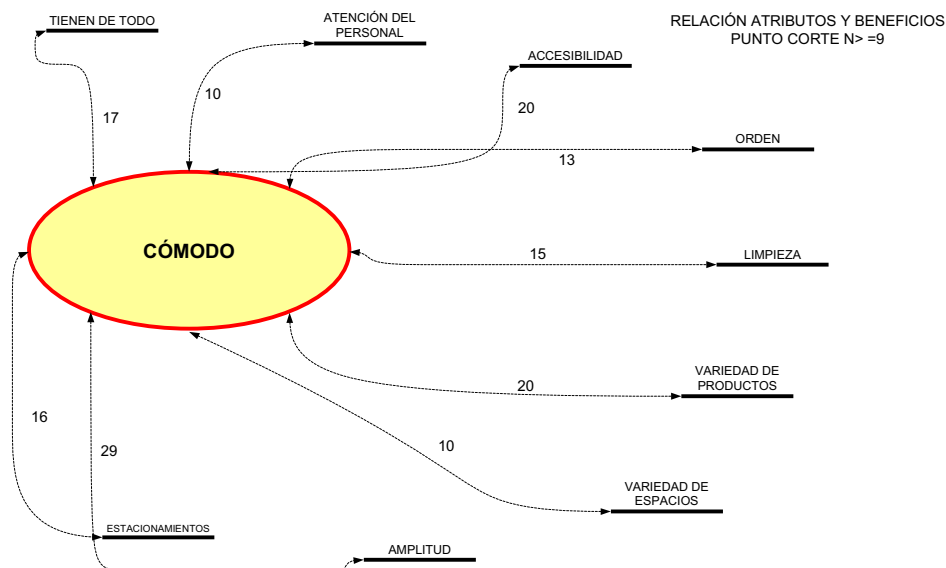 TIENEN DE TODO
ATENCIÓN DEL
PERSONAL
RELACIÓN ATRIBUTOS Y BENEFICIOS
PUNTO CORTE N> =9
ACCESIBILIDAD
10
20
17
ORDEN
13
CÓMODO
15
LIMPIEZA
VARIEDAD DE
PRODUCTOS
20
16
29
10
VARIEDAD DE
ESPACIOS
ESTACIONAMIENTOS
AMPLITUD